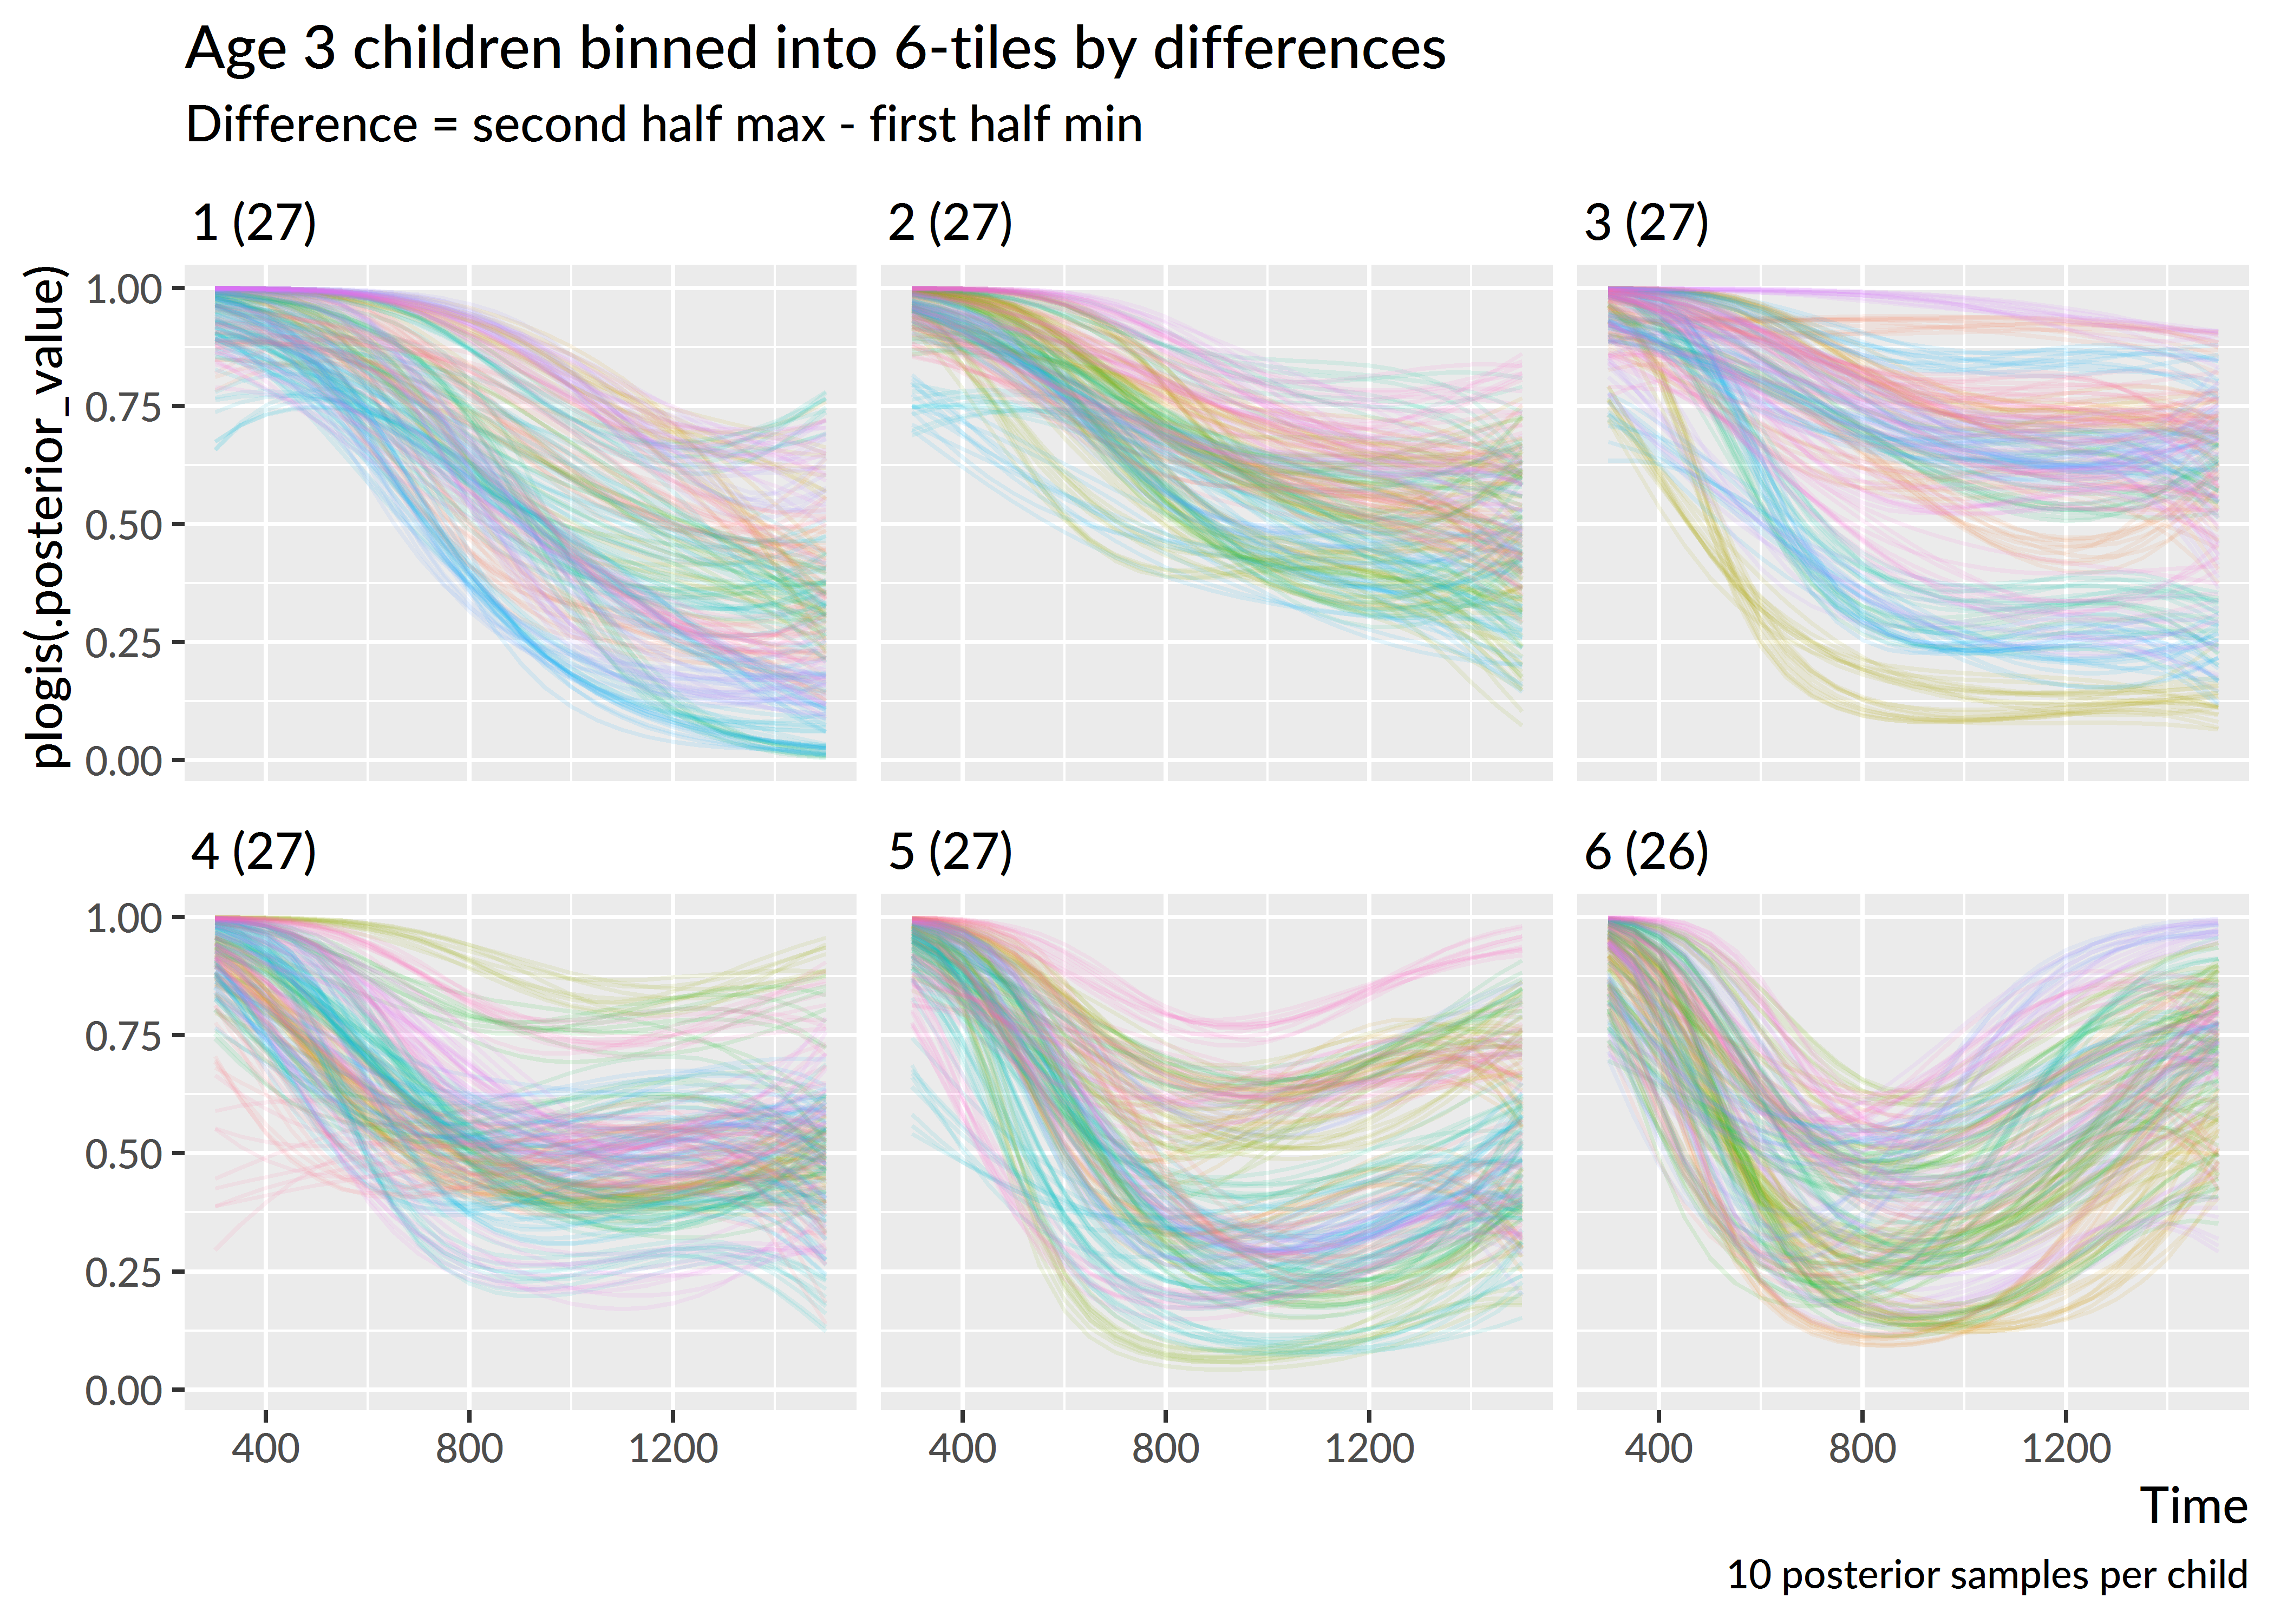 Age 3 children binned into 6-tiles by differences
Difference = second half max - first half min
1 (27)
2 (27)
3 (27)
plogis(.posterior_value)
1.00
0.75
0.50
0.25
0.00
4 (27)
5 (27)
6 (26)
1.00
0.75
0.50
0.25
0.00
400 800 1200
400 800 1200
400 800 1200
Time
10 posterior samples per child